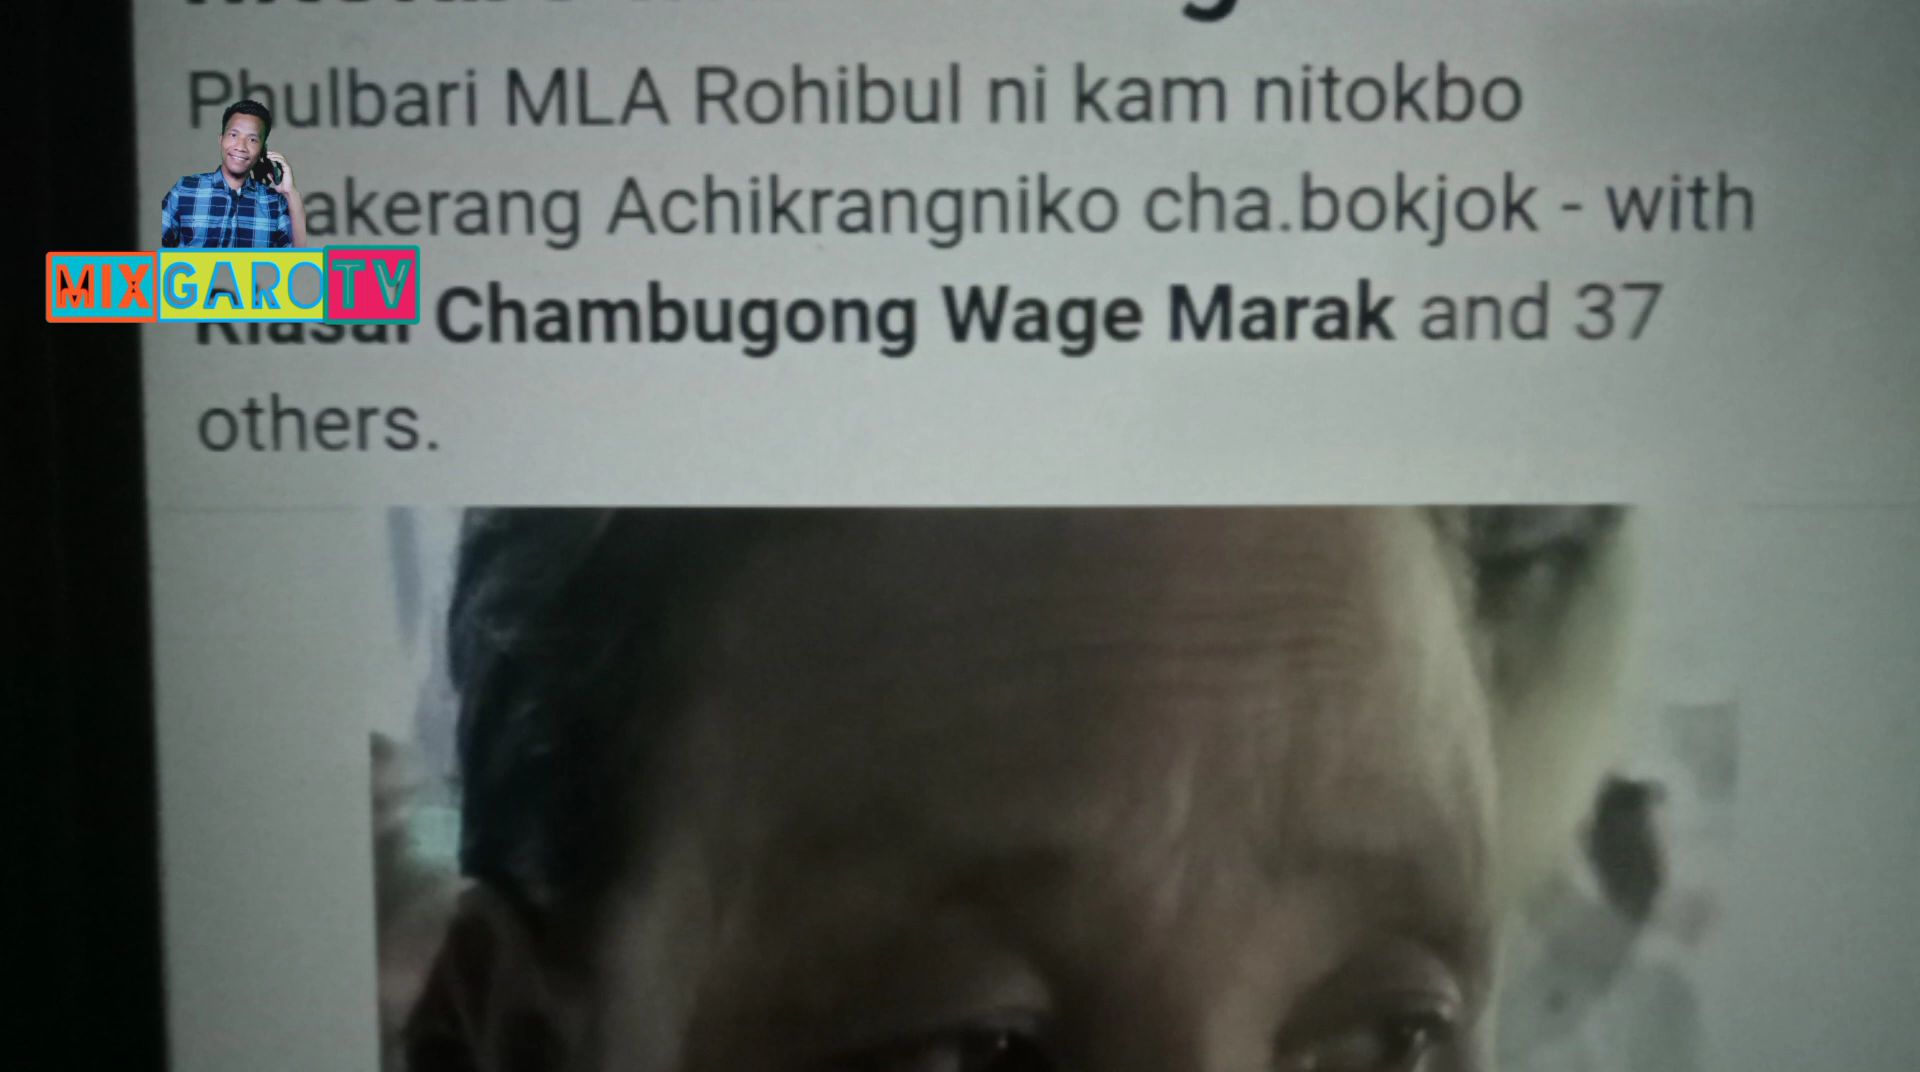 Phulbari MLA Rohibul ni kam nitokbo
Achikrangniko cha.bokjok - with
MIX GARO TV
Chambugong Wage Marak and 37
others.